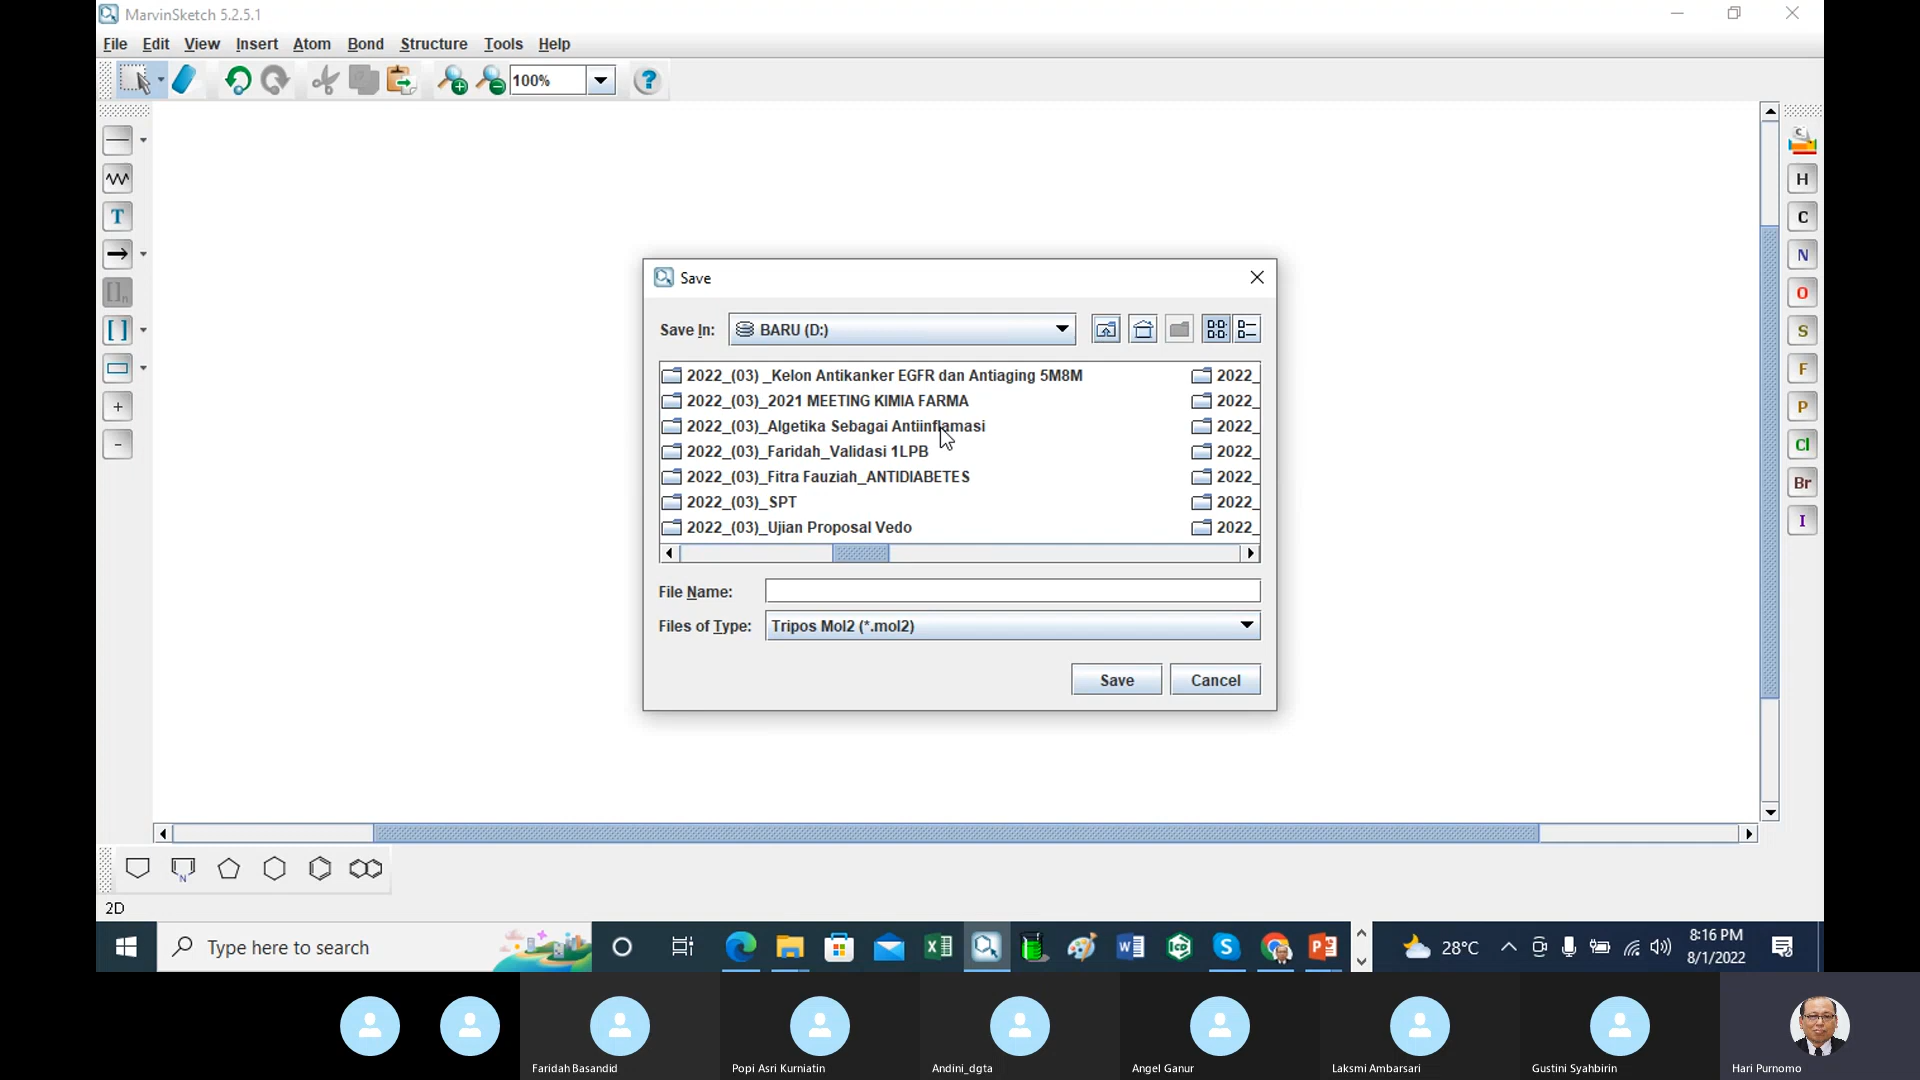 MarvinSketch 5.2.5.1
File Edit View Insert Atom Bond Structure Tools Help
100%
?
T
H
C
N
O
S
F
P
Cl
Br
I
Save
Save In: BARU (D:)
2022_(03) _Kelon Antikanker EGFR dan Antiaging 5M8M 2022_
2022_(03)_2021 MEETING KIMIA FARMA 2022_
2022_(03)_Algetika Sebagai Antiinflamasi 2022_
2022_(03)_Faridah_Validasi 1LPB 2022_
2022_(03)_Fitra Fauziah_ANTIDIABETES 2022_
2022_(03)_SPT 2022_
2022_(03)_Ujian Proposal Vedo 2022_
File Name:
Files of Type: Tripos Mol2 (*.mol2)
Save Cancel
N
2D
Type here to search
28°C
8:16 PM
8/1/2022
Faridah Basandid Popi Asri Kurniatin Andini_dgta Angel Ganur Laksmi Ambarsari Gustini Syahbirin Hari Purnomo